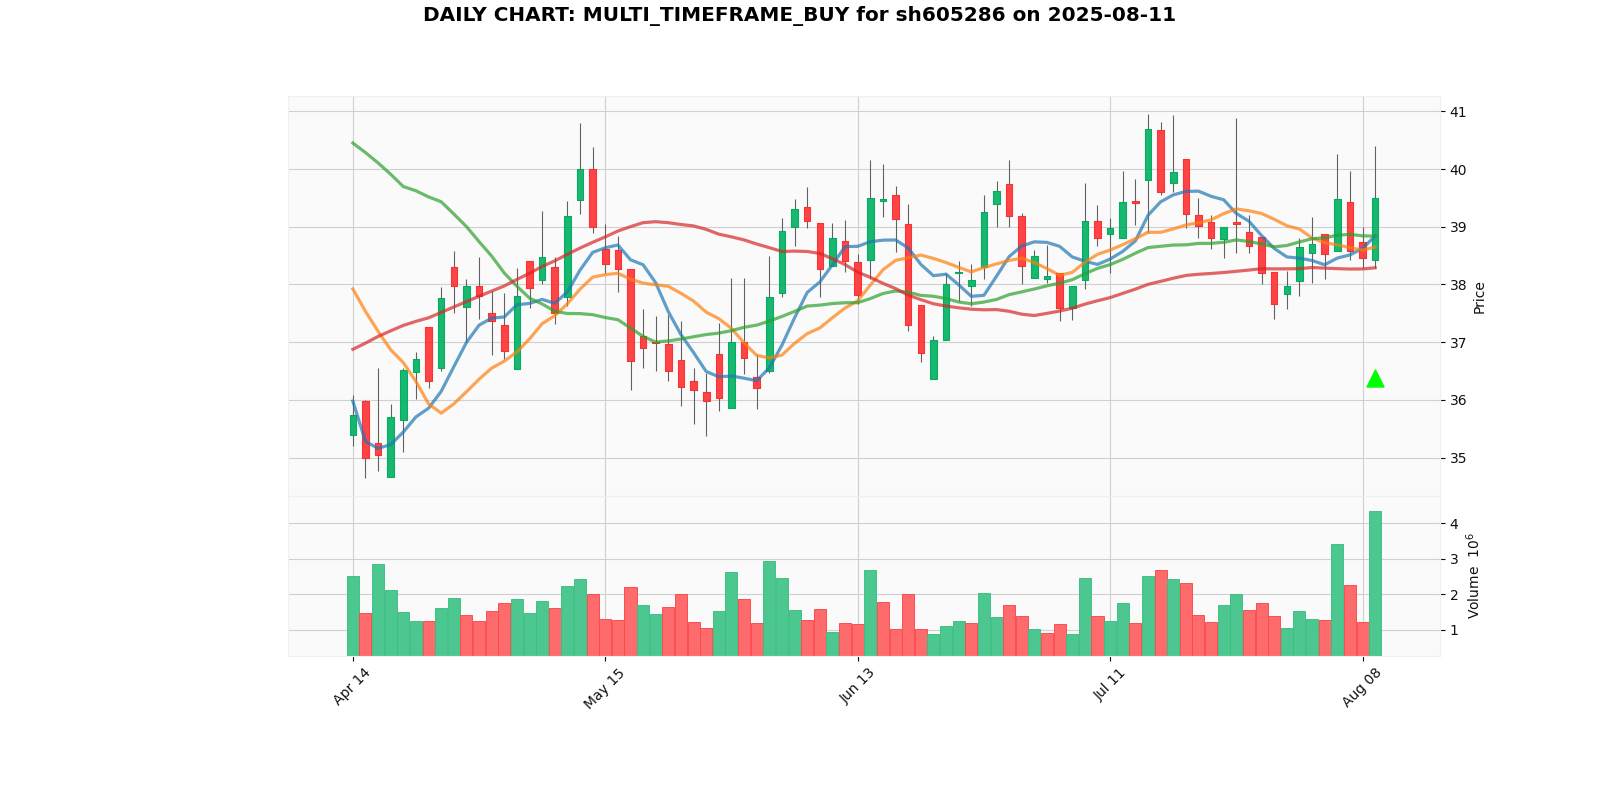 DAILY CHART: MULTI_TIMEFRAME_BUY for sh605286 on 2025-08-11
41
40
39
38
37
36
35
Price
4
3
2
1
Volume 10^6
Apr 14
May 15
Jun 13
Jul 11
Aug 08